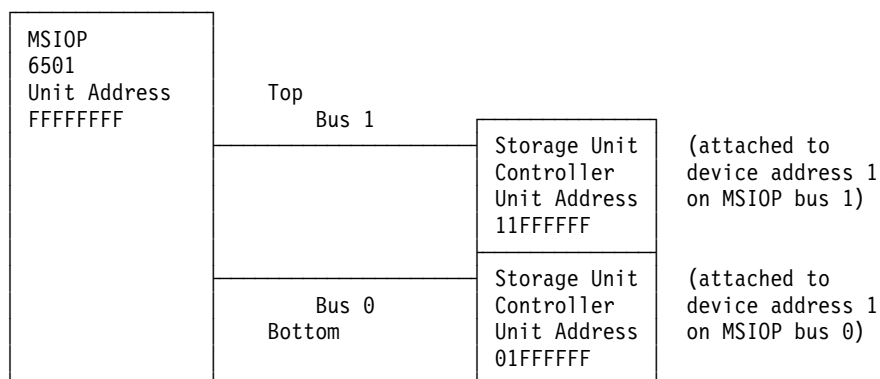 MSIOP
6501
Unit Address
FFFFFFFF
Top
Bus 1
Storage Unit
Controller
Unit Address
11FFFFFF
(attached to
device address 1
on MSIOP bus 1)
Bus 0
Bottom
Storage Unit
Controller
Unit Address
01FFFFFF
(attached to
device address 1
on MSIOP bus 0)